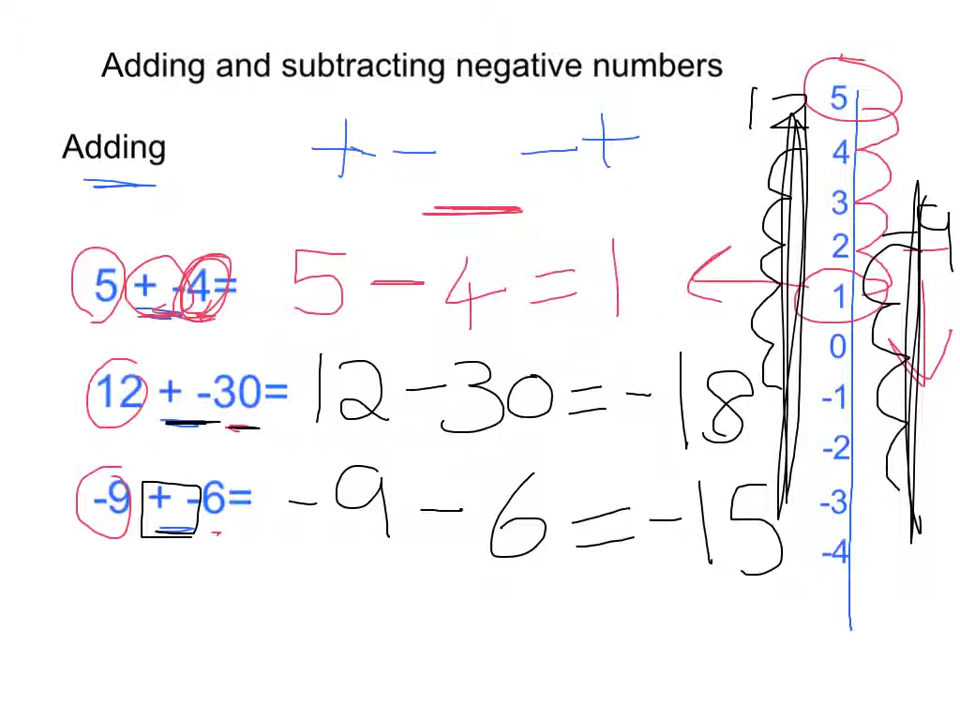 Adding and subtracting negative numbers
Adding + - - +
5 + -4= 5 - 4 = 1
12 + -30= 12 - 30 = -18
-9 + -6= -9 - 6 = -15
12
5
4
3
2
1
0
-1
-2
-3
-4